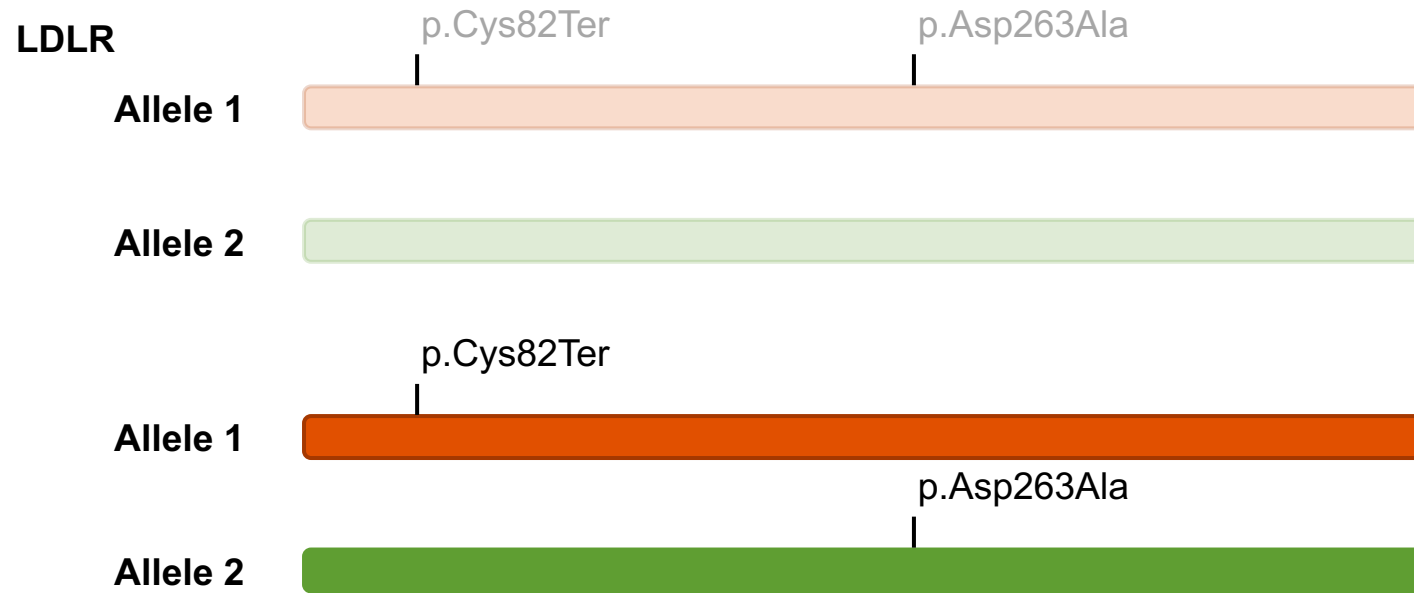 LDLR
p.Cys82Ter p.Asp263Ala
Allele 1
Allele 2
p.Cys82Ter
Allele 1
p.Asp263Ala
Allele 2